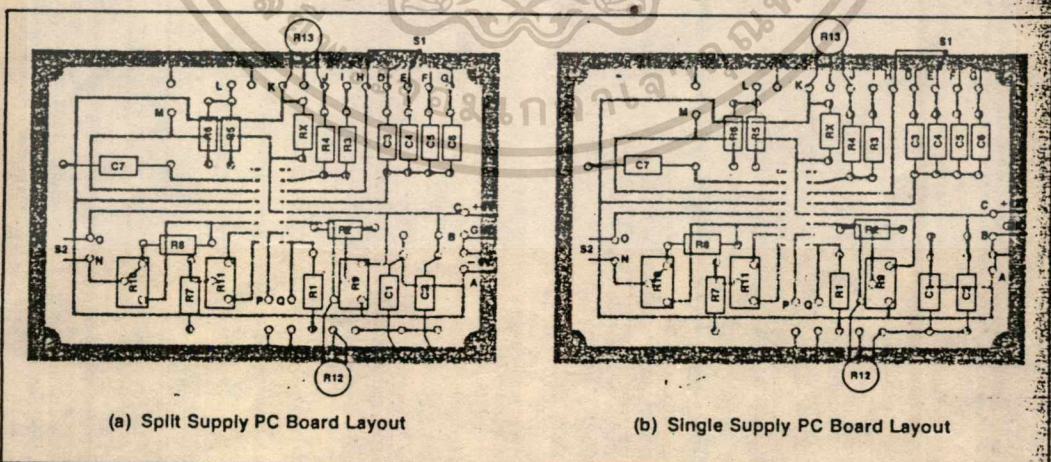 R13
S1
L
K
J
I
H
D
E
F
G
M
R6
R5
RX
R4
R3
C3
C4
C5
C6
C7
C
+
G
B
S2
O
N
R8
R2
R10
R7
R11
P
Q
R1
R9
C1
C2
A
R12
(a) Split Supply PC Board Layout
R13
S1
L
K
J
I
H
D
E
F
G
M
R6
R5
RX
R4
R3
C3
C4
C5
C6
C7
C
+
B
S2
O
N
R8
R2
R10
R7
R11
P
Q
R1
R9
C1
C2
A
R12
(b) Single Supply PC Board Layout